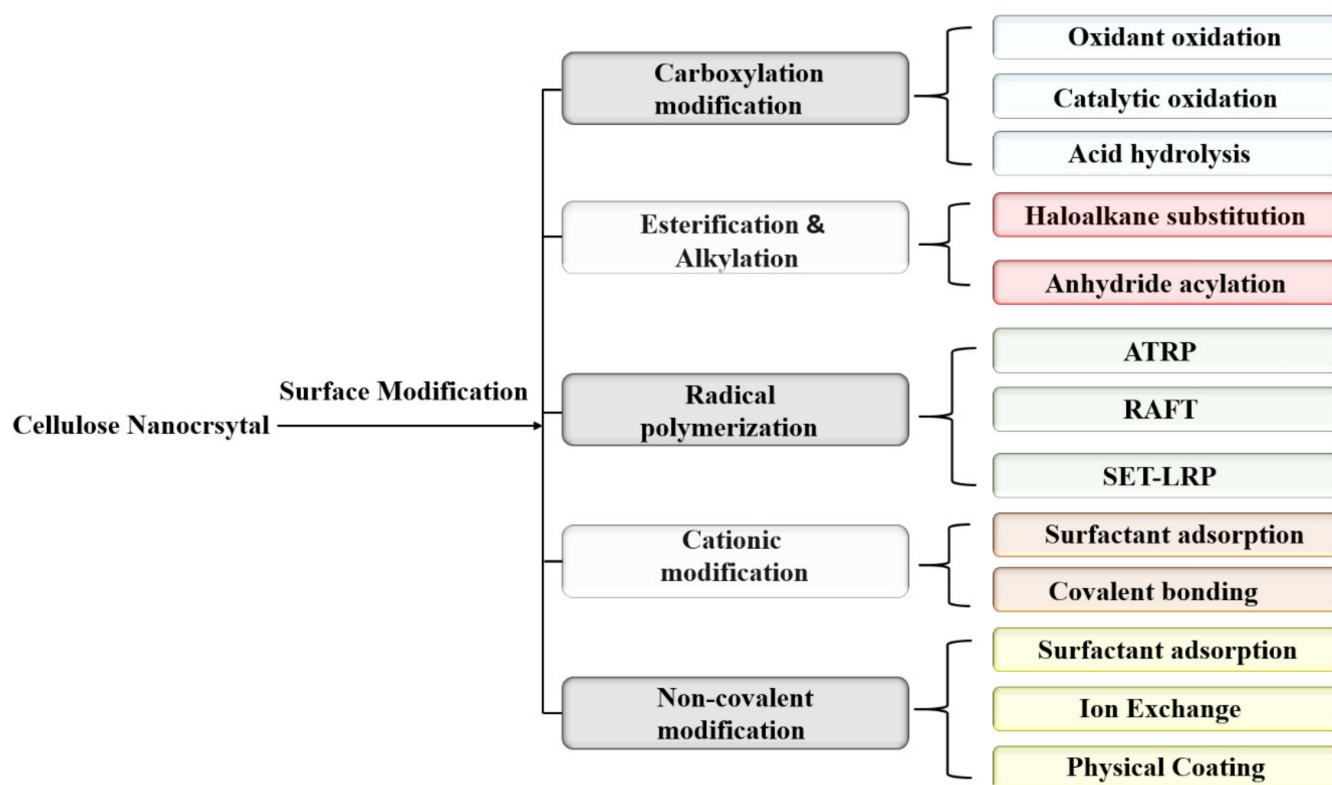 Cellulose Nanocrsytal
Surface Modification
Carboxylation
modification
Oxidant oxidation
Catalytic oxidation
Acid hydrolysis
Esterification &
Alkylation
Haloalkane substitution
Anhydride acylation
Radical
polymerization
ATRP
RAFT
SET-LRP
Cationic
modification
Surfactant adsorption
Covalent bonding
Non-covalent
modification
Surfactant adsorption
Ion Exchange
Physical Coating